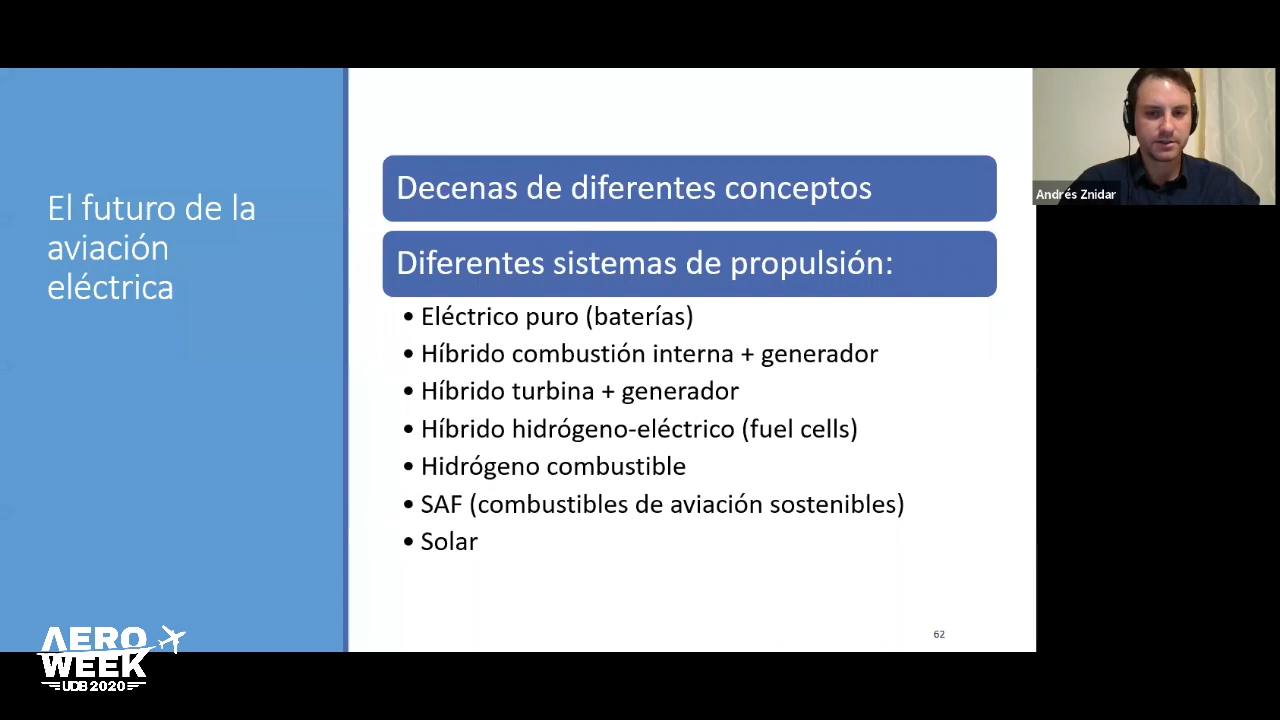 El futuro de la
aviación
eléctrica
Decenas de diferentes conceptos
Diferentes sistemas de propulsión:
• Eléctrico puro (baterías)
• Híbrido combustión interna + generador
• Híbrido turbina + generador
• Híbrido hidrógeno-eléctrico (fuel cells)
• Hidrógeno combustible
• SAF (combustibles de aviación sostenibles)
• Solar
62
Andrés Znidar
AERO
WEEK
UDB 2020